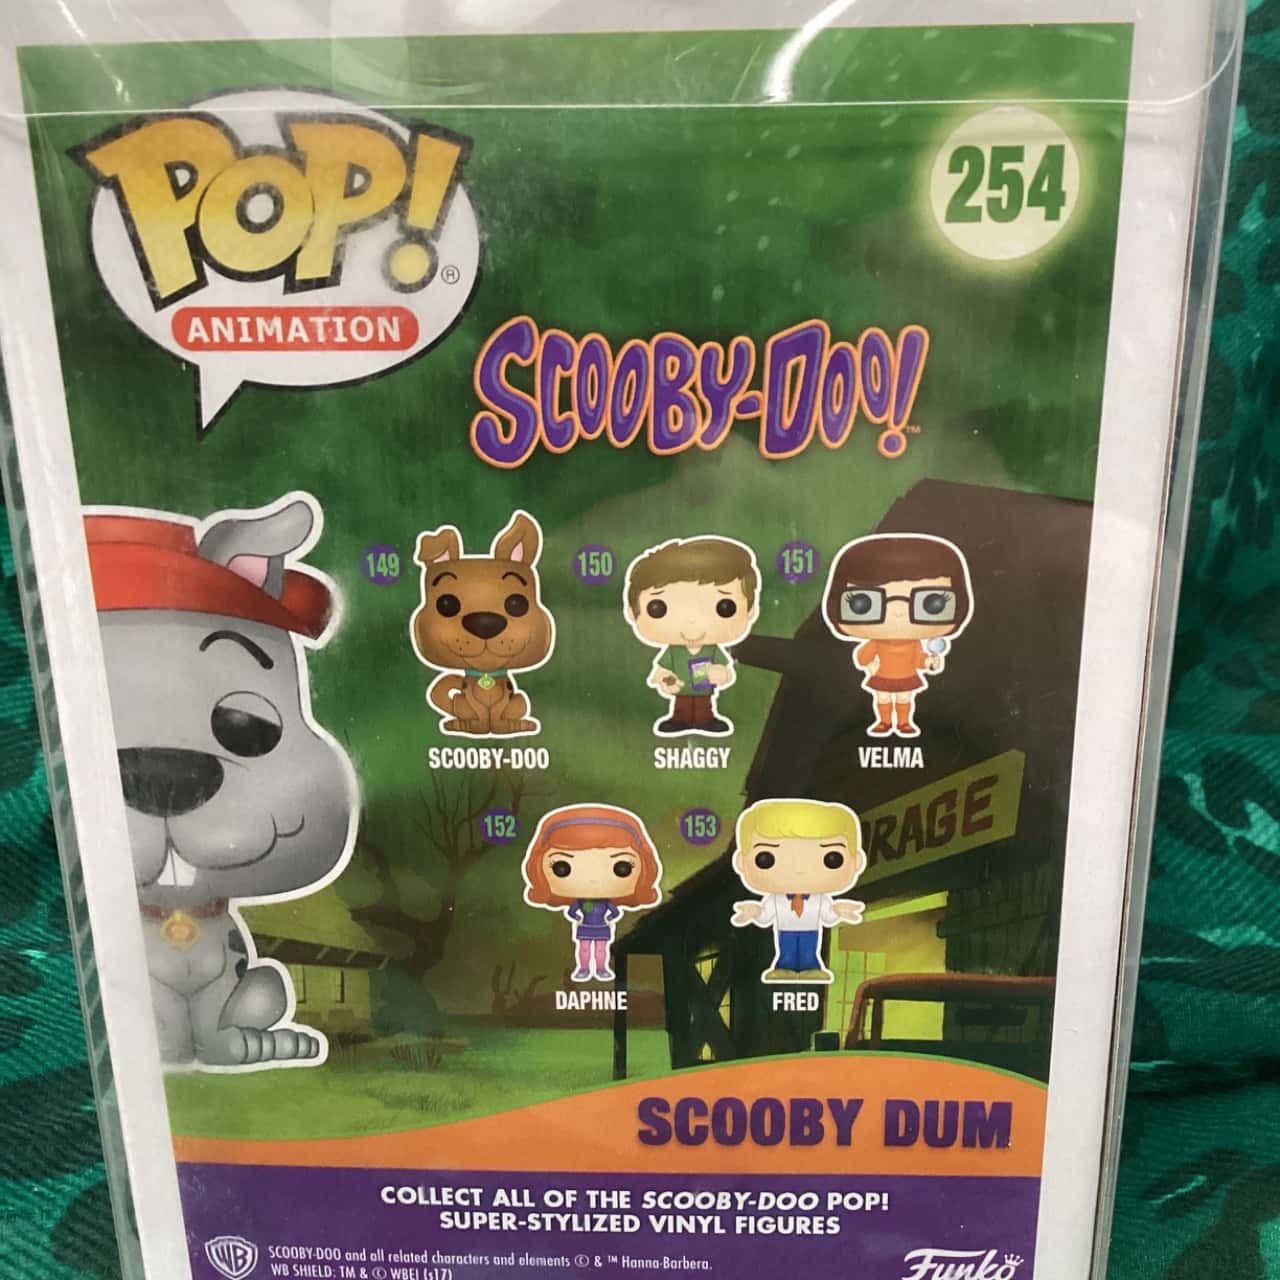 POP! ®
ANIMATION
254
SCOOBY-DOO! ™
149
150
151
SCOOBY-DOO
SHAGGY
VELMA
RAGE
152
153
DAPHNE
FRED
SCOOBY DUM
COLLECT ALL OF THE SCOOBY-DOO POP!
SUPER-STYLIZED VINYL FIGURES
WB
SCOOBY-DOO and all related characters and elements © & ™ Hanna-Barbera.
WB SHIELD: TM & © WBEI (s17)
Funko